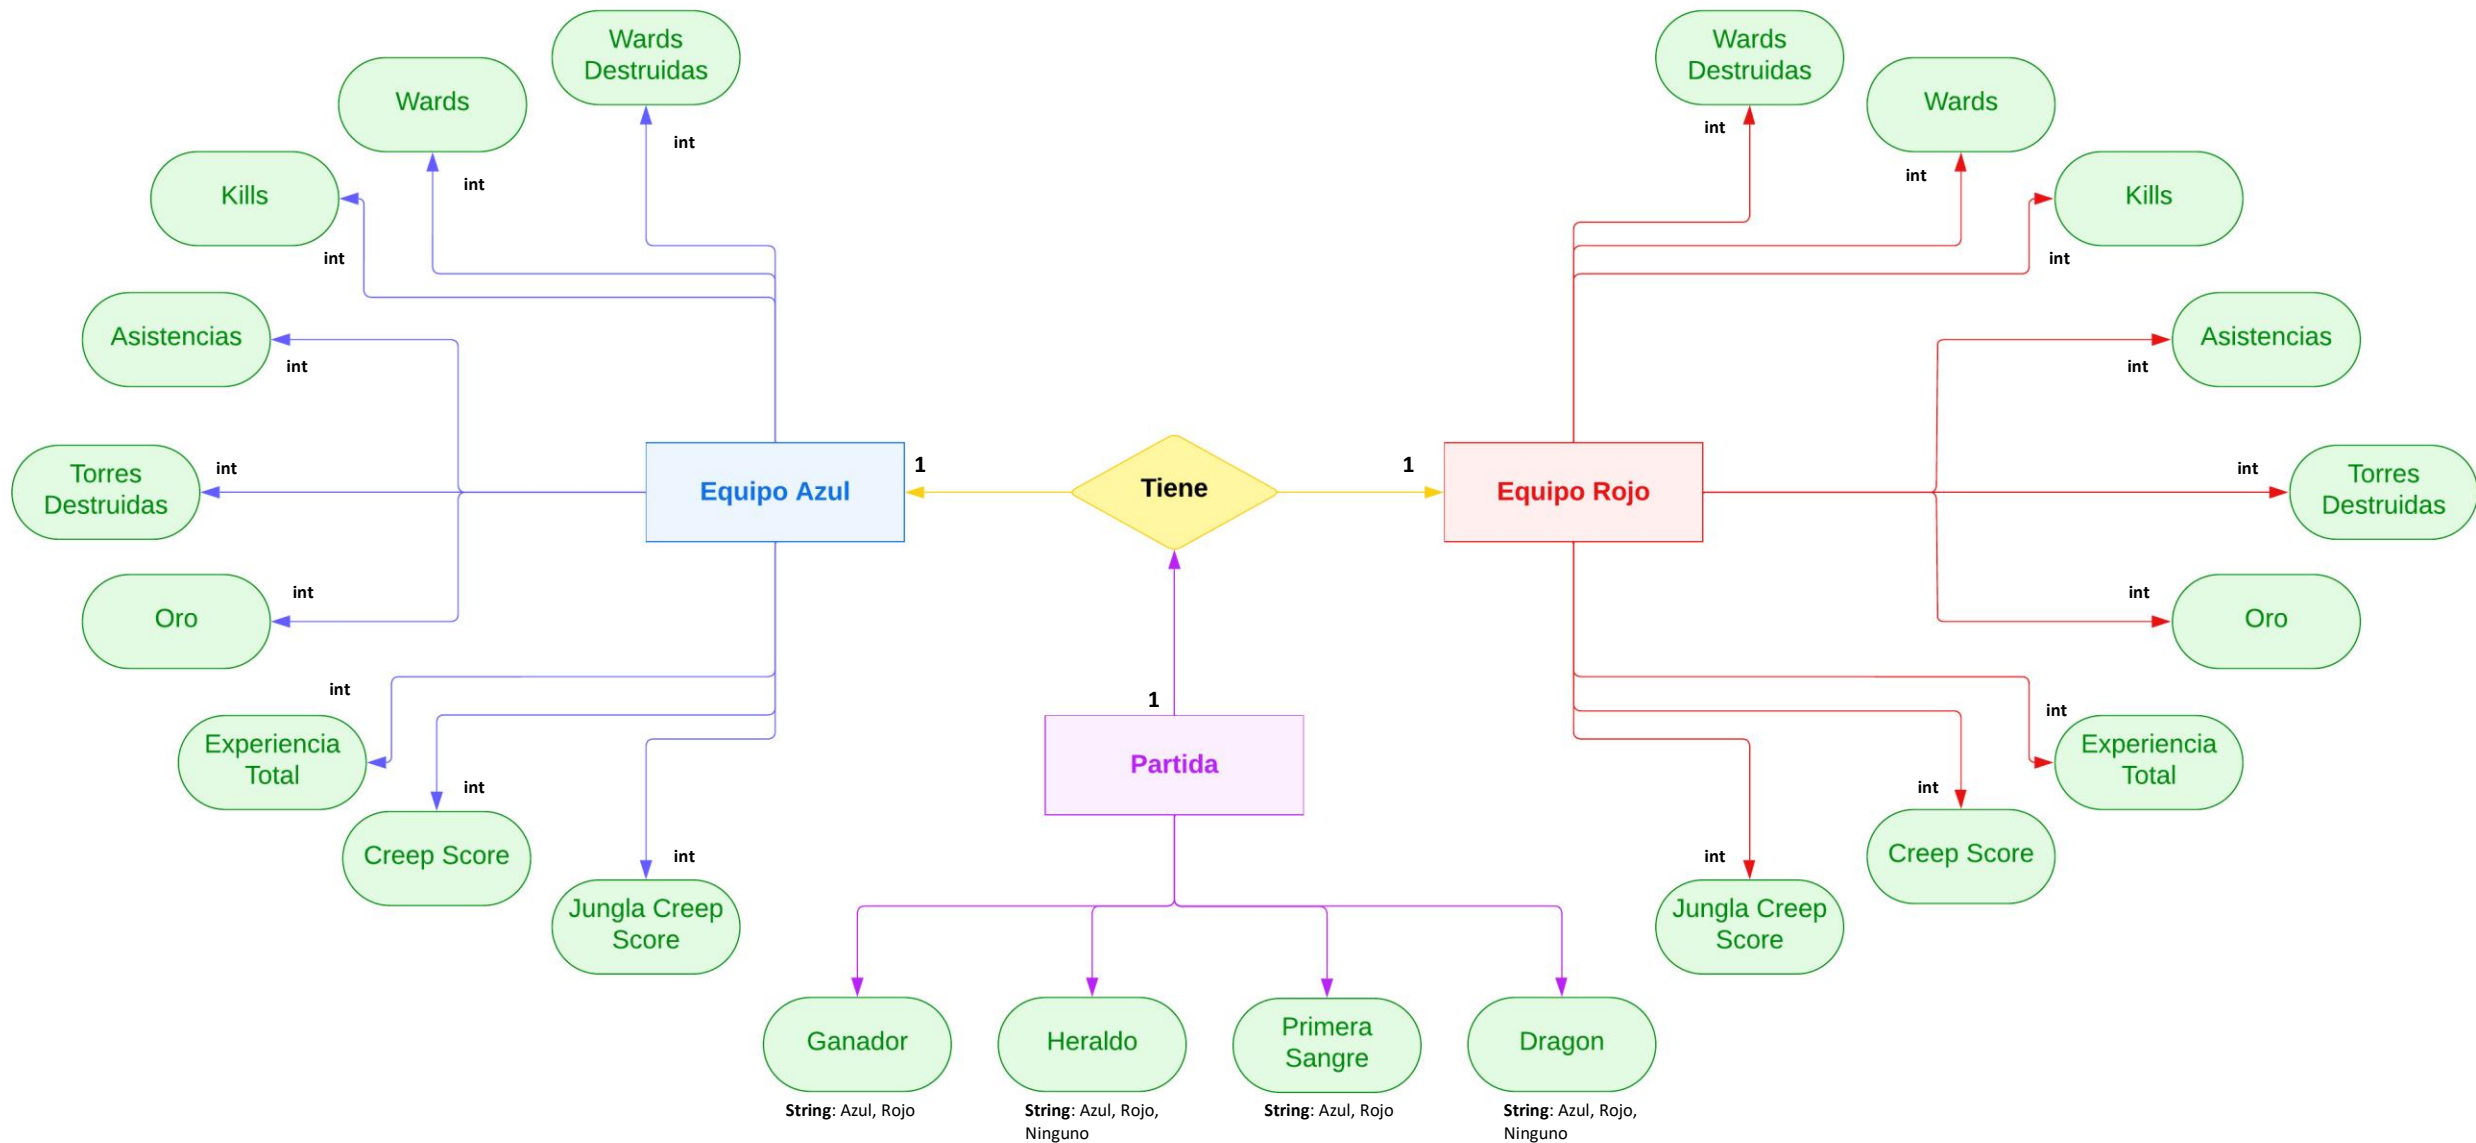 Wards
Destruidas
Wards
Destruidas
Wards
Wards
int
int
int
int
Kills
Kills
int
int
Asistencias
Asistencias
int
int
1
1
int
int
Torres
Destruidas
Equipo Azul
Tiene
Equipo Rojo
Torres
Destruidas
int
int
Oro
Oro
int
1
int
Experiencia
Total
Partida
Experiencia
Total
int
int
Creep Score
Creep Score
int
int
Jungla Creep
Score
Jungla Creep
Score
Ganador
Heraldo
Primera
Sangre
Dragon
String: Azul, Rojo
String: Azul, Rojo,
Ninguno
String: Azul, Rojo
String: Azul, Rojo,
Ninguno